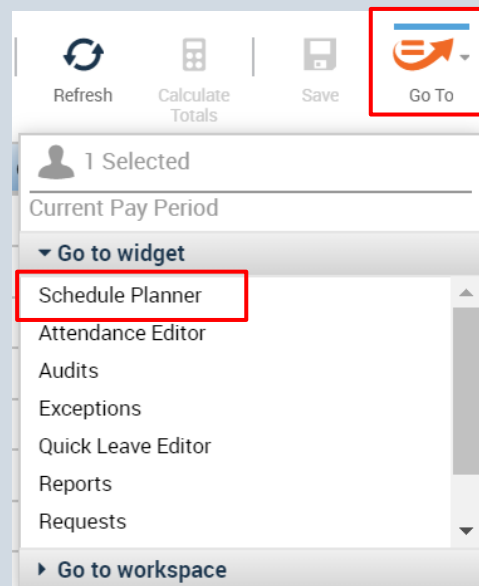 Refresh
Calculate
Totals
Save
Go To
1 Selected
Current Pay Period
Go to widget
Schedule Planner
Attendance Editor
Audits
Exceptions
Quick Leave Editor
Reports
Requests
Go to workspace